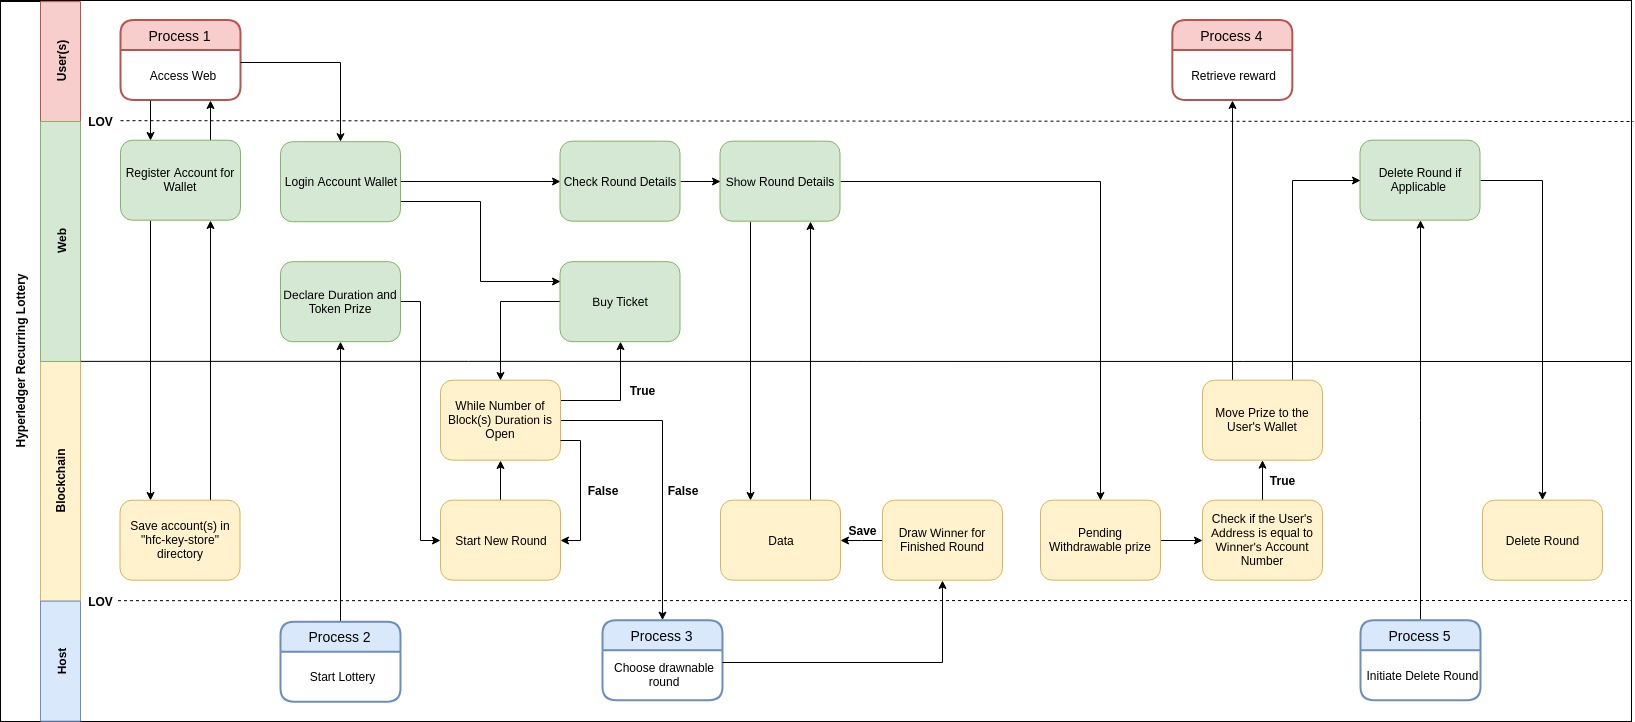 Hyperledger Recurring Lottery
User(s)
Process 1
Access Web
Process 4
Retrieve reward
LOV
Web
Register Account for
Wallet
Login Account Wallet
Check Round Details
Show Round Details
Delete Round if
Applicable
Declare Duration and
Token Prize
Buy Ticket
Blockchain
While Number of
Block(s) Duration is
Open
True
False
False
Move Prize to the
User's Wallet
True
Save account(s) in
"hfc-key-store"
directory
Start New Round
Data
Save
Draw Winner for
Finished Round
Pending
Withdrawable prize
Check if the User's
Address is equal to
Winner's Account
Number
Delete Round
LOV
Host
Process 2
Start Lottery
Process 3
Choose drawnable
round
Process 5
Initiate Delete Round